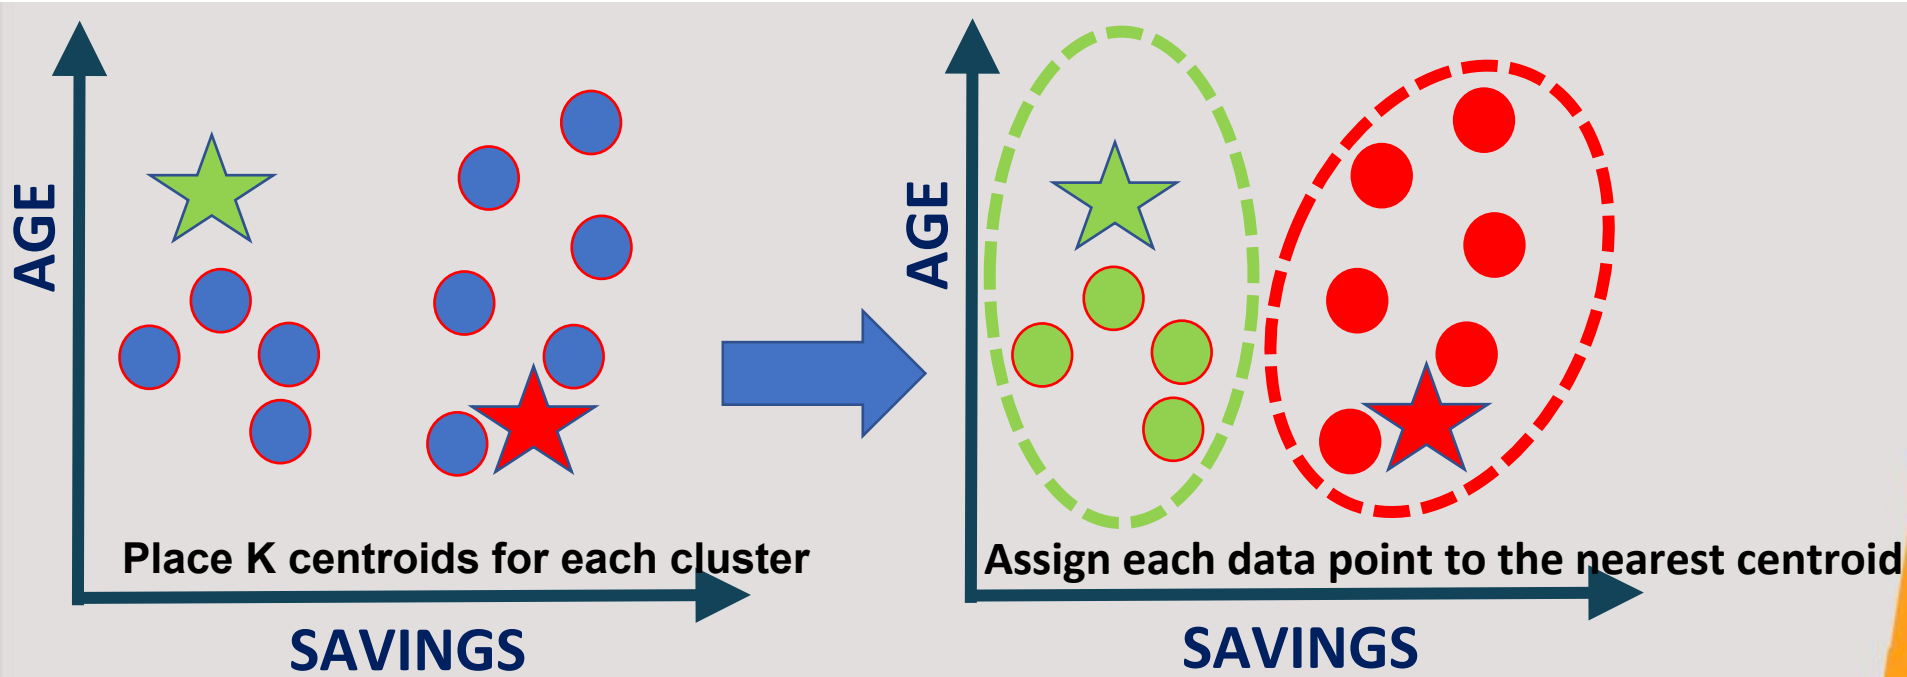 AGE
Place K centroids for each cluster
SAVINGS
AGE
Assign each data point to the nearest centroid
SAVINGS